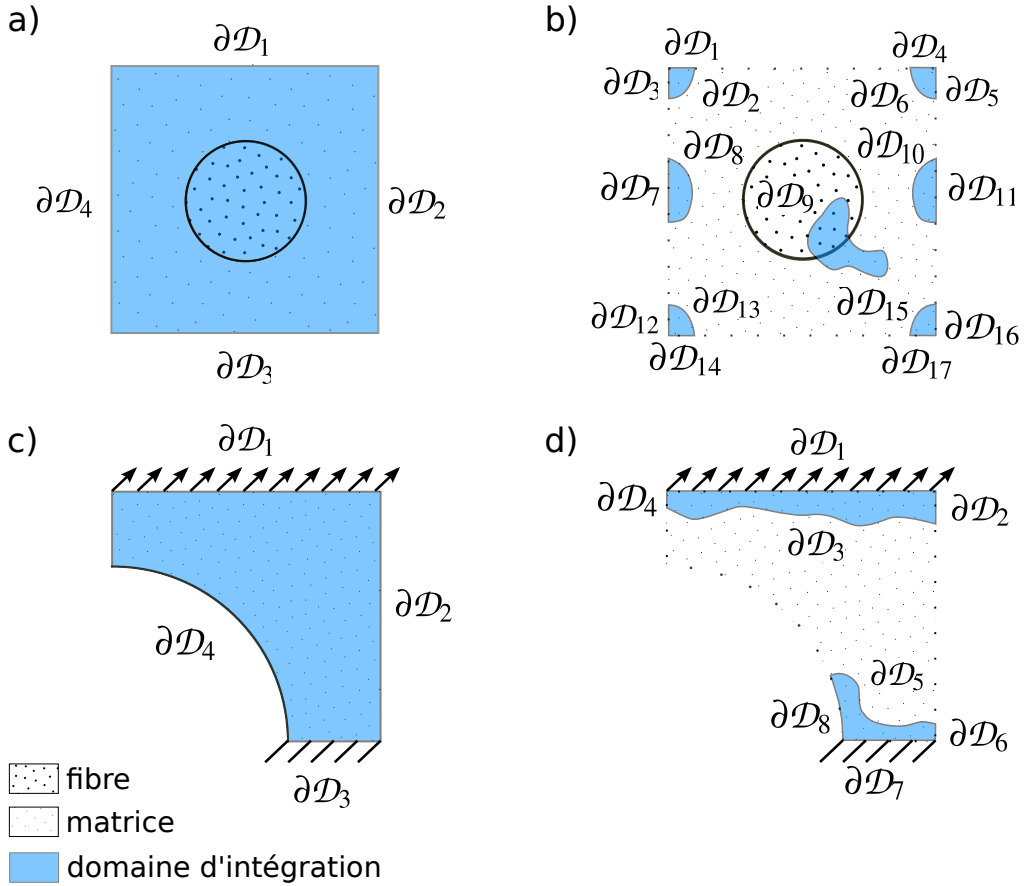 a)
∂𝒟1
∂𝒟4
∂𝒟2
∂𝒟3
b)
∂𝒟1
∂𝒟4
∂𝒟3
∂𝒟2
∂𝒟6
∂𝒟5
∂𝒟8
∂𝒟10
∂𝒟7
∂𝒟9
∂𝒟11
∂𝒟12
∂𝒟13
∂𝒟15
∂𝒟16
∂𝒟14
∂𝒟17
c)
∂𝒟1
∂𝒟2
∂𝒟4
∂𝒟3
d)
∂𝒟1
∂𝒟4
∂𝒟2
∂𝒟3
∂𝒟5
∂𝒟8
∂𝒟6
∂𝒟7
fibre
matrice
domaine d'intégration